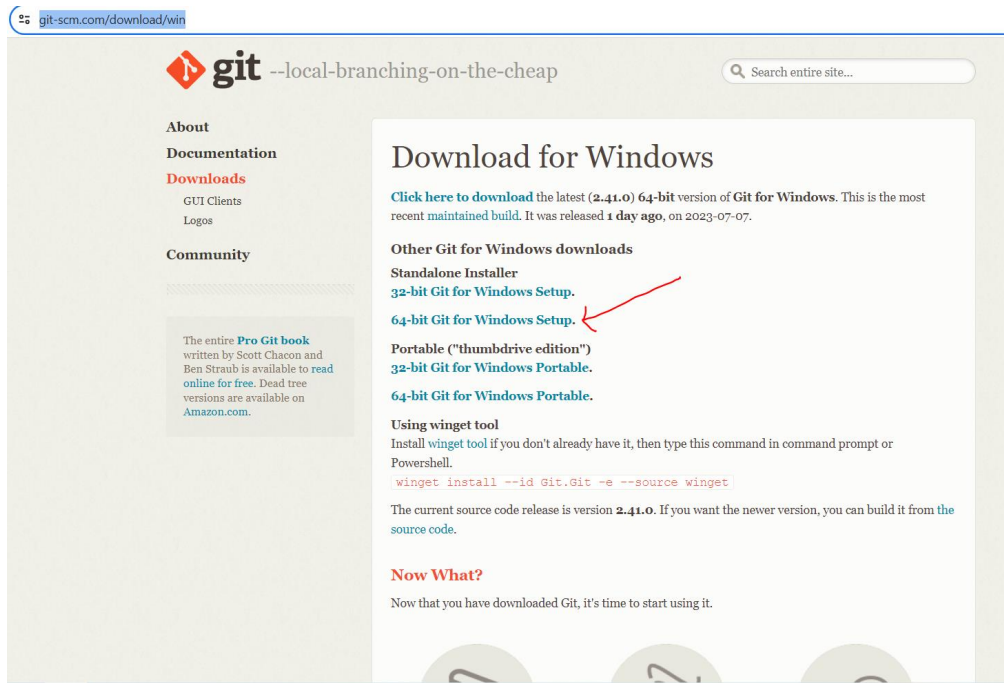 git-scm.com/download/win
git --local-branching-on-the-cheap
Search entire site...
About
Documentation
Downloads
GUI Clients
Logos
Community
The entire Pro Git book
written by Scott Chacon and
Ben Straub is available to read
online for free. Dead tree
versions are available on
Amazon.com.
Download for Windows
Click here to download the latest (2.41.0) 64-bit version of Git for Windows. This is the most
recent maintained build. It was released 1 day ago, on 2023-07-07.
Other Git for Windows downloads
Standalone Installer
32-bit Git for Windows Setup.
64-bit Git for Windows Setup.
Portable ("thumbdrive edition")
32-bit Git for Windows Portable.
64-bit Git for Windows Portable.
Using winget tool
Install winget tool if you don't already have it, then type this command in command prompt or
Powershell.
winget install --id Git.Git -e --source winget
The current source code release is version 2.41.0. If you want the newer version, you can build it from the
source code.
Now What?
Now that you have downloaded Git, it's time to start using it.